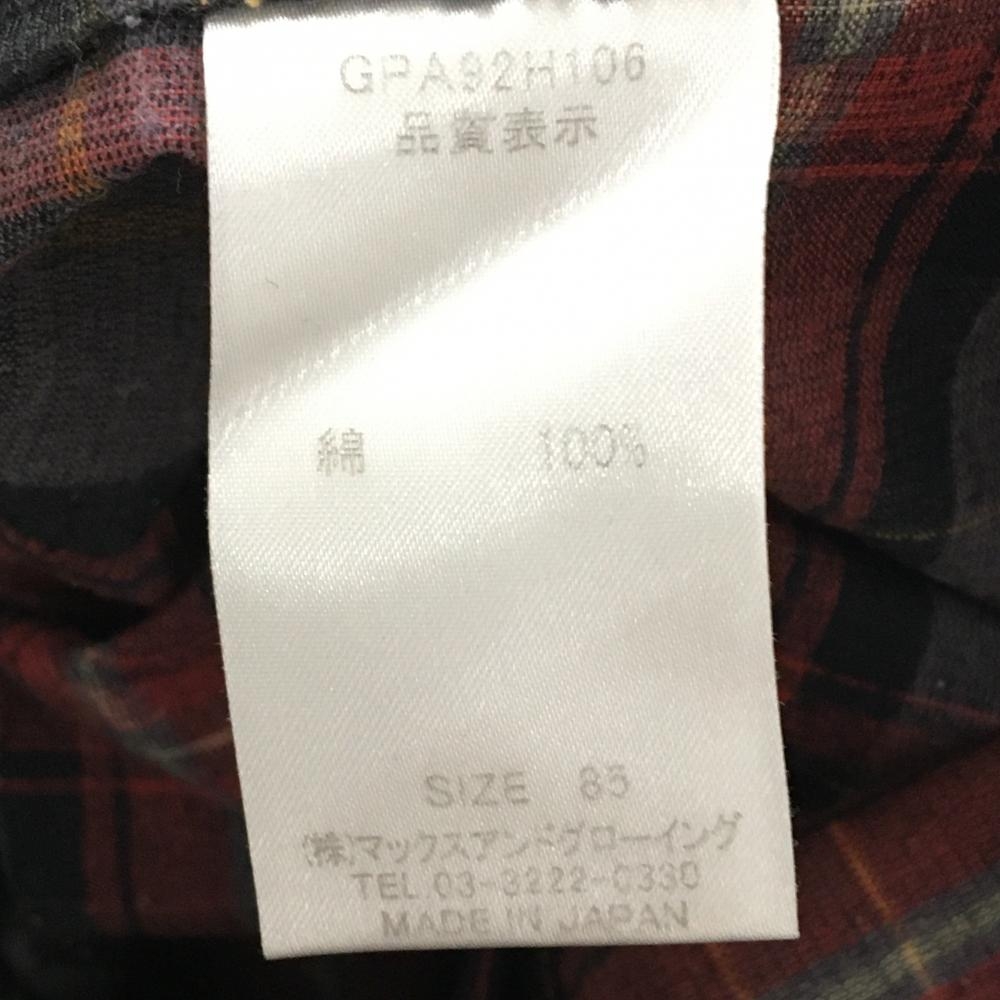 GPA92H106
品質表示
綿 100%
SIZE 85
(株)マックスアンドグローイング
TEL 03-3222-0330
MADE IN JAPAN